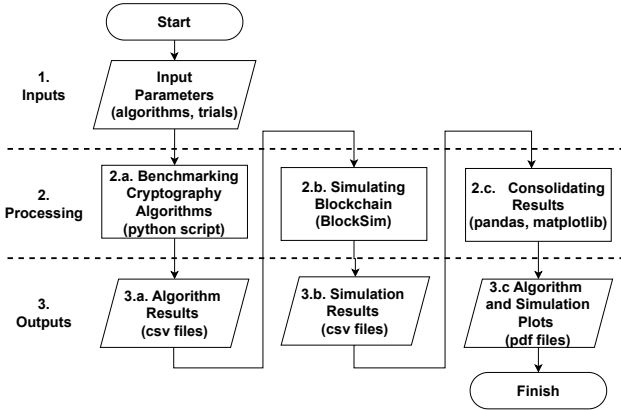 Start
1.
Inputs
Input
Parameters
(algorithms, trials)
2.
Processing
2.a. Benchmarking
Cryptography
Algorithms
(python script)
2.b. Simulating
Blockchain
(BlockSim)
2.c. Consolidating
Results
(pandas, matplotlib)
3.
Outputs
3.a. Algorithm
Results
(csv files)
3.b. Simulation
Results
(csv files)
3.c Algorithm
and Simulation
Plots
(pdf files)
Finish